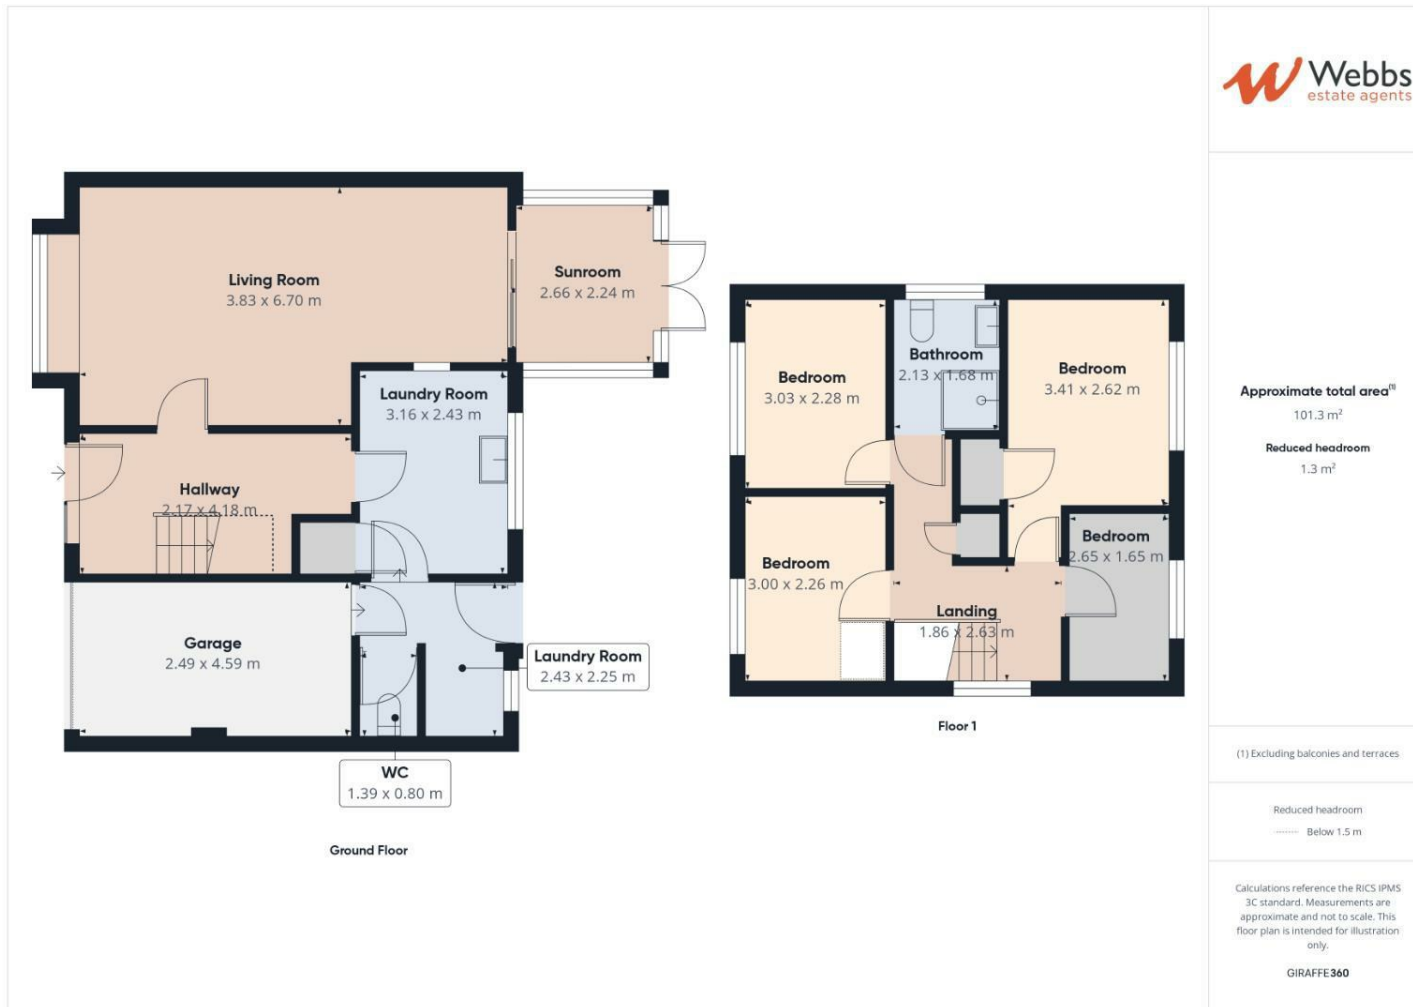 Webbs
estate agents
Living Room
3.83 x 6.70 m
Sunroom
2.66 x 2.24 m
Laundry Room
3.16 x 2.43 m
Hallway
2.17 x 4.18 m
Garage
2.49 x 4.59 m
Laundry Room
2.43 x 2.25 m
WC
1.39 x 0.80 m
Ground Floor
Bedroom
3.03 x 2.28 m
Bathroom
2.13 x 1.68 m
Bedroom
3.41 x 2.62 m
Bedroom
3.00 x 2.26 m
Bedroom
2.65 x 1.65 m
Landing
1.86 x 2.63 m
Floor 1
Approximate total area(1)
101.3 m²
Reduced headroom
1.3 m²
(1) Excluding balconies and terraces
Reduced headroom
Below 1.5 m
Calculations reference the RICS IPMS
3C standard. Measurements are
approximate and not to scale. This
floor plan is intended for illustration
only.
GIRAFFE360